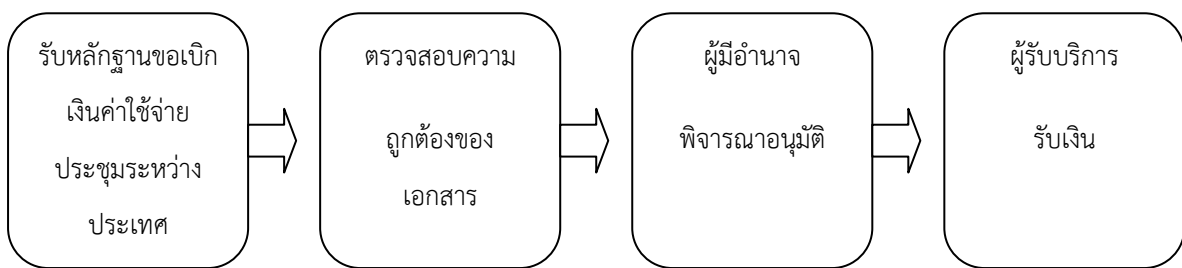 รับหลักฐานขอเบิก
เงินค่าใช้จ่าย
ประชุมระหว่าง
ประเทศ
ตรวจสอบความ
ถูกต้องของ
เอกสาร
ผู้มีอำนาจ
พิจารณาอนุมัติ
ผู้รับบริการ
รับเงิน